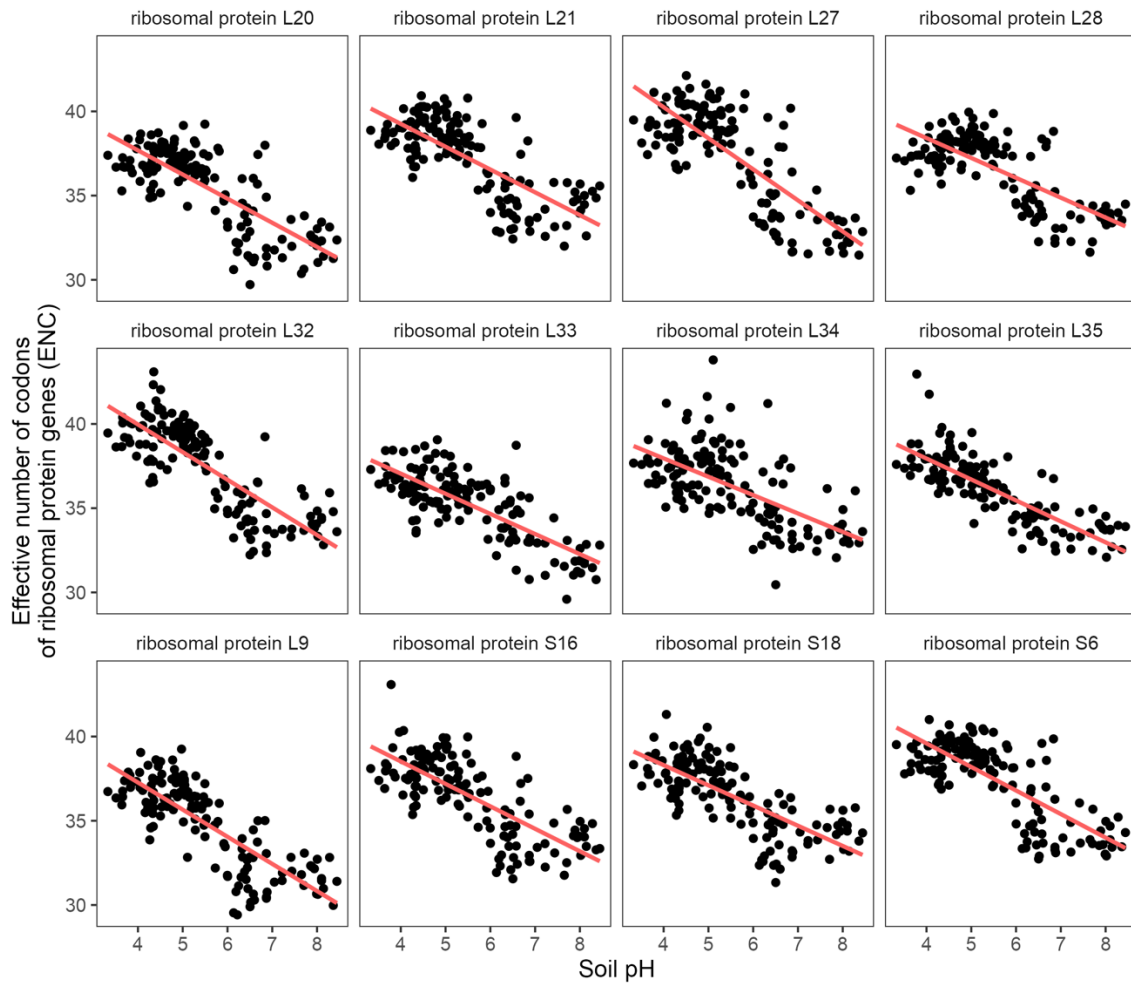 ribosomal protein L20
ribosomal protein L21
ribosomal protein L27
ribosomal protein L28
40
35
30
ribosomal protein L32
ribosomal protein L33
ribosomal protein L34
ribosomal protein L35
40
35
30
Effective number of codons
of ribosomal protein genes (ENC)
ribosomal protein L9
ribosomal protein S16
ribosomal protein S18
ribosomal protein S6
40
35
30
4 5 6 7 8
4 5 6 7 8
4 5 6 7 8
4 5 6 7 8
Soil pH